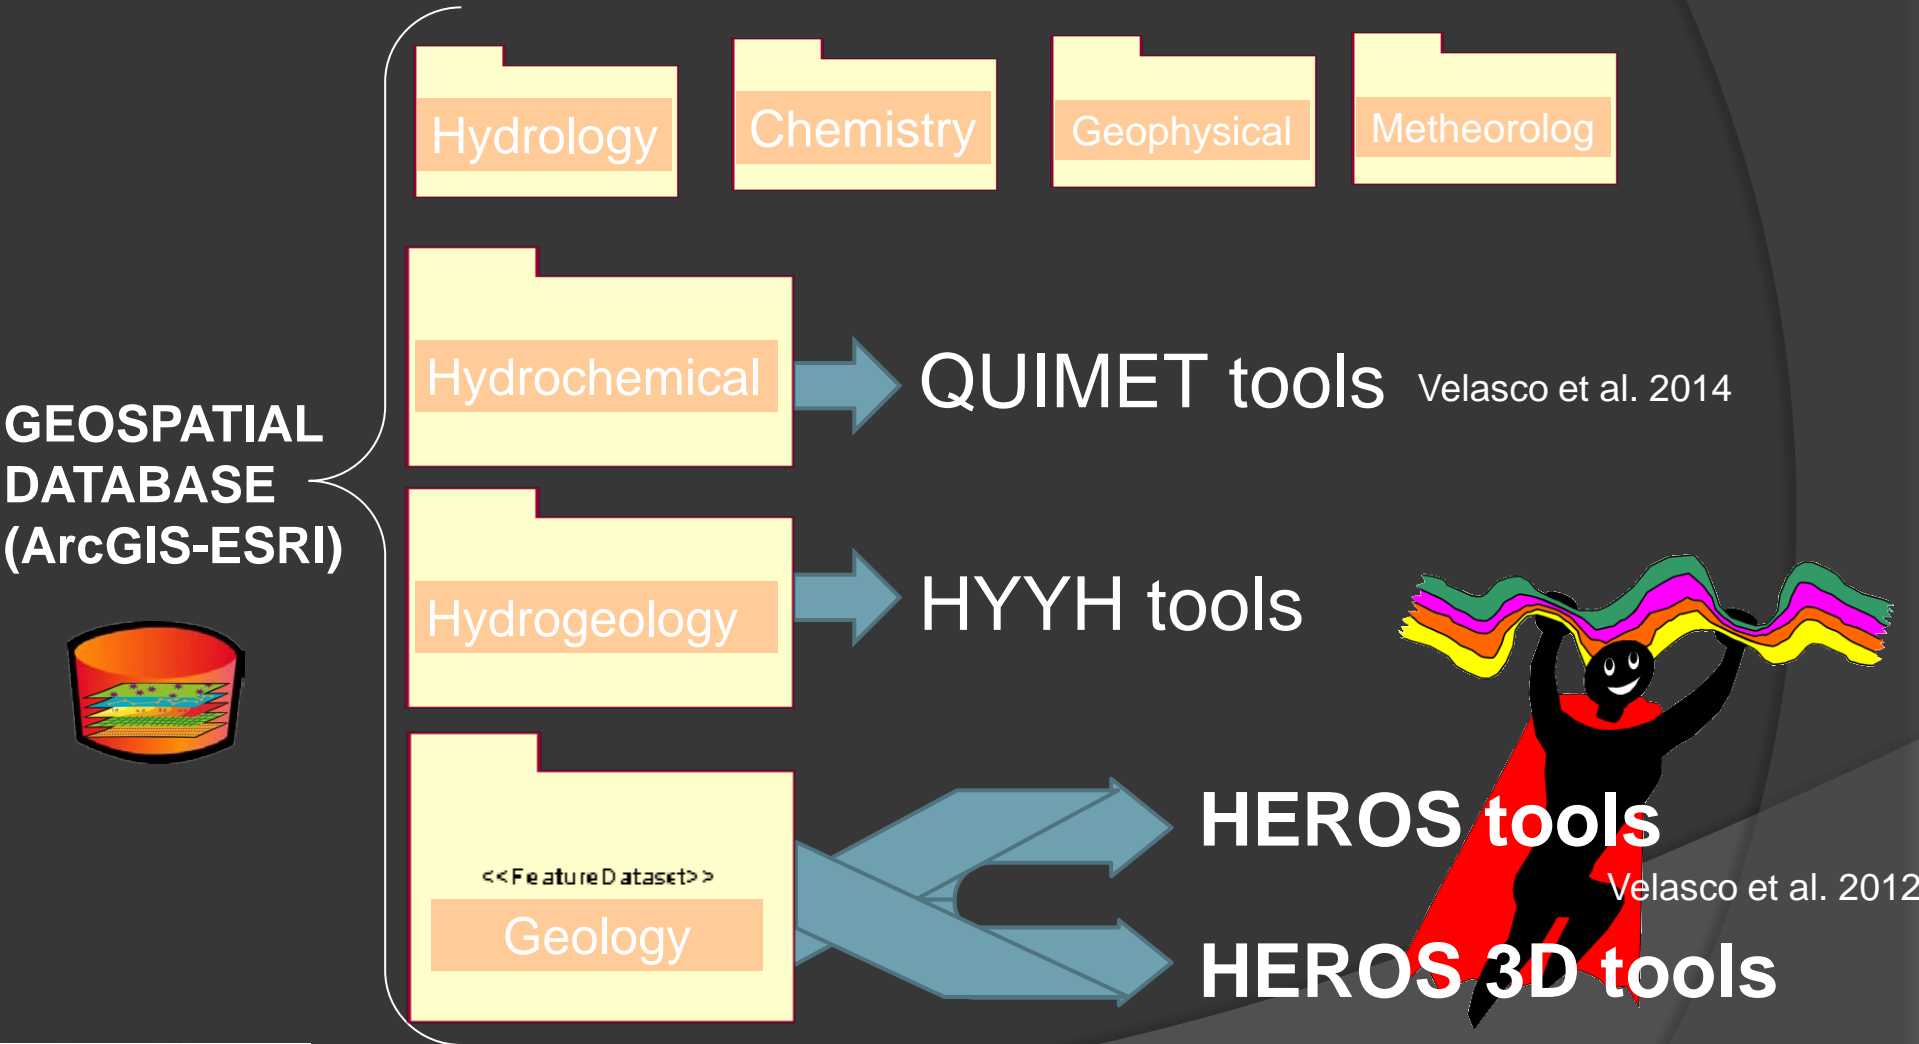 Hydrology
Chemistry
Geophysical
Metheorolog
GEOSPATIAL
DATABASE
(ArcGIS-ESRI)
Hydrochemical
QUIMET tools
Velasco et al. 2014
Hydrogeology
HYYH tools
<<FeatureDataset>>
Geology
HEROS tools
Velasco et al. 2012
HEROS 3D tools